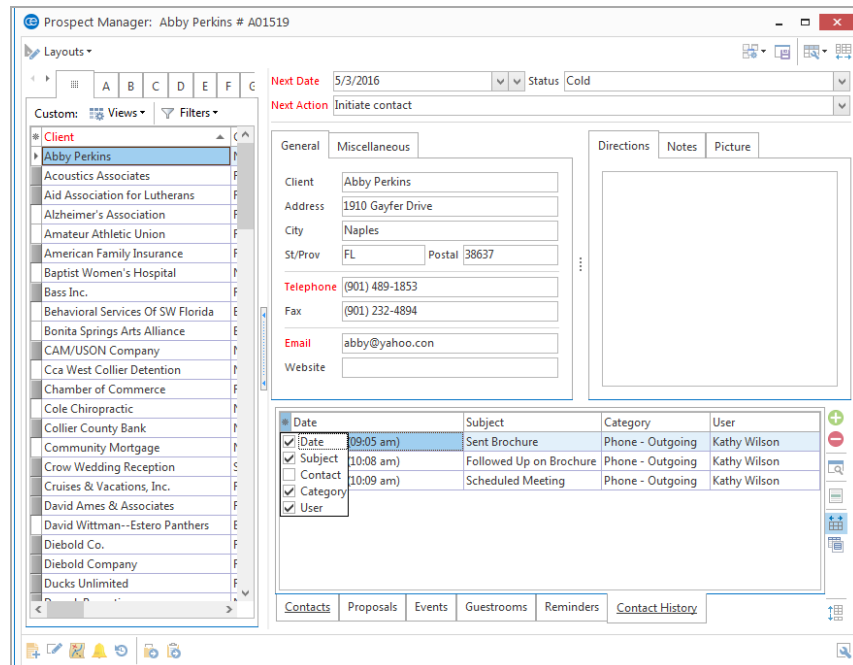 Prospect Manager: Abby Perkins # A01519
Layouts
A B C D E F
Custom: Views Filters
Client
Abby Perkins
Acoustics Associates
Aid Association for Lutherans
Alzheimer's Association
Amateur Athletic Union
American Family Insurance
Baptist Women's Hospital
Bass Inc.
Behavioral Services Of SW Florida
Bonita Springs Arts Alliance
CAM/USON Company
Cca West Collier Detention
Chamber of Commerce
Cole Chiropractic
Collier County Bank
Community Mortgage
Crow Wedding Reception
Cruises & Vacations, Inc.
David Ames & Associates
David Wittman--Estero Panthers
Diebold Co.
Diebold Company
Ducks Unlimited
Next Date 5/3/2016 Status Cold
Next Action Initiate contact
General Miscellaneous
Client Abby Perkins
Address 1910 Gayfer Drive
City Naples
St/Prov FL Postal 38637
Telephone (901) 489-1853
Fax (901) 232-4894
Email abby@yahoo.con
Website
Directions Notes Picture
Date Subject Category User
(09:05 am) Sent Brochure Phone - Outgoing Kathy Wilson
(10:08 am) Followed Up on Brochure Phone - Outgoing Kathy Wilson
(10:09 am) Scheduled Meeting Phone - Outgoing Kathy Wilson
Date
Subject
Contact
Category
User
Contacts Proposals Events Guestrooms Reminders Contact History